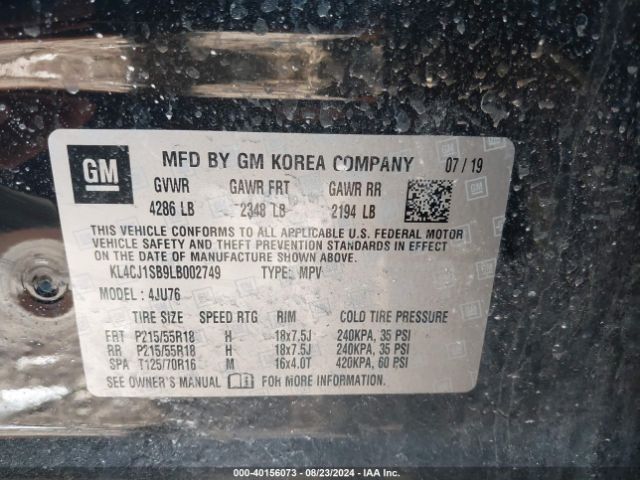 GM MFD BY GM KOREA COMPANY 07/19
GVWR GAWR FRT GAWR RR
4286 LB 2348 LB 2194 LB
THIS VEHICLE CONFORMS TO ALL APPLICABLE U.S. FEDERAL MOTOR
VEHICLE SAFETY AND THEFT PREVENTION STANDARDS IN EFFECT
ON THE DATE OF MANUFACTURE SHOWN ABOVE.
KL4CJ1SB9LB002749 TYPE: MPV
MODEL: 4JU76
TIRE SIZE SPEED RTG RIM COLD TIRE PRESSURE
FRT P215/55R18 H 18x7.5J 240KPA, 35 PSI
RR P215/55R18 H 18x7.5J 240KPA, 35 PSI
SPA T125/70R16 M 16x4.0T 420KPA, 60 PSI
SEE OWNER'S MANUAL FOR MORE INFORMATION.
000-40156073 - 08/23/2024 - IAA Inc.